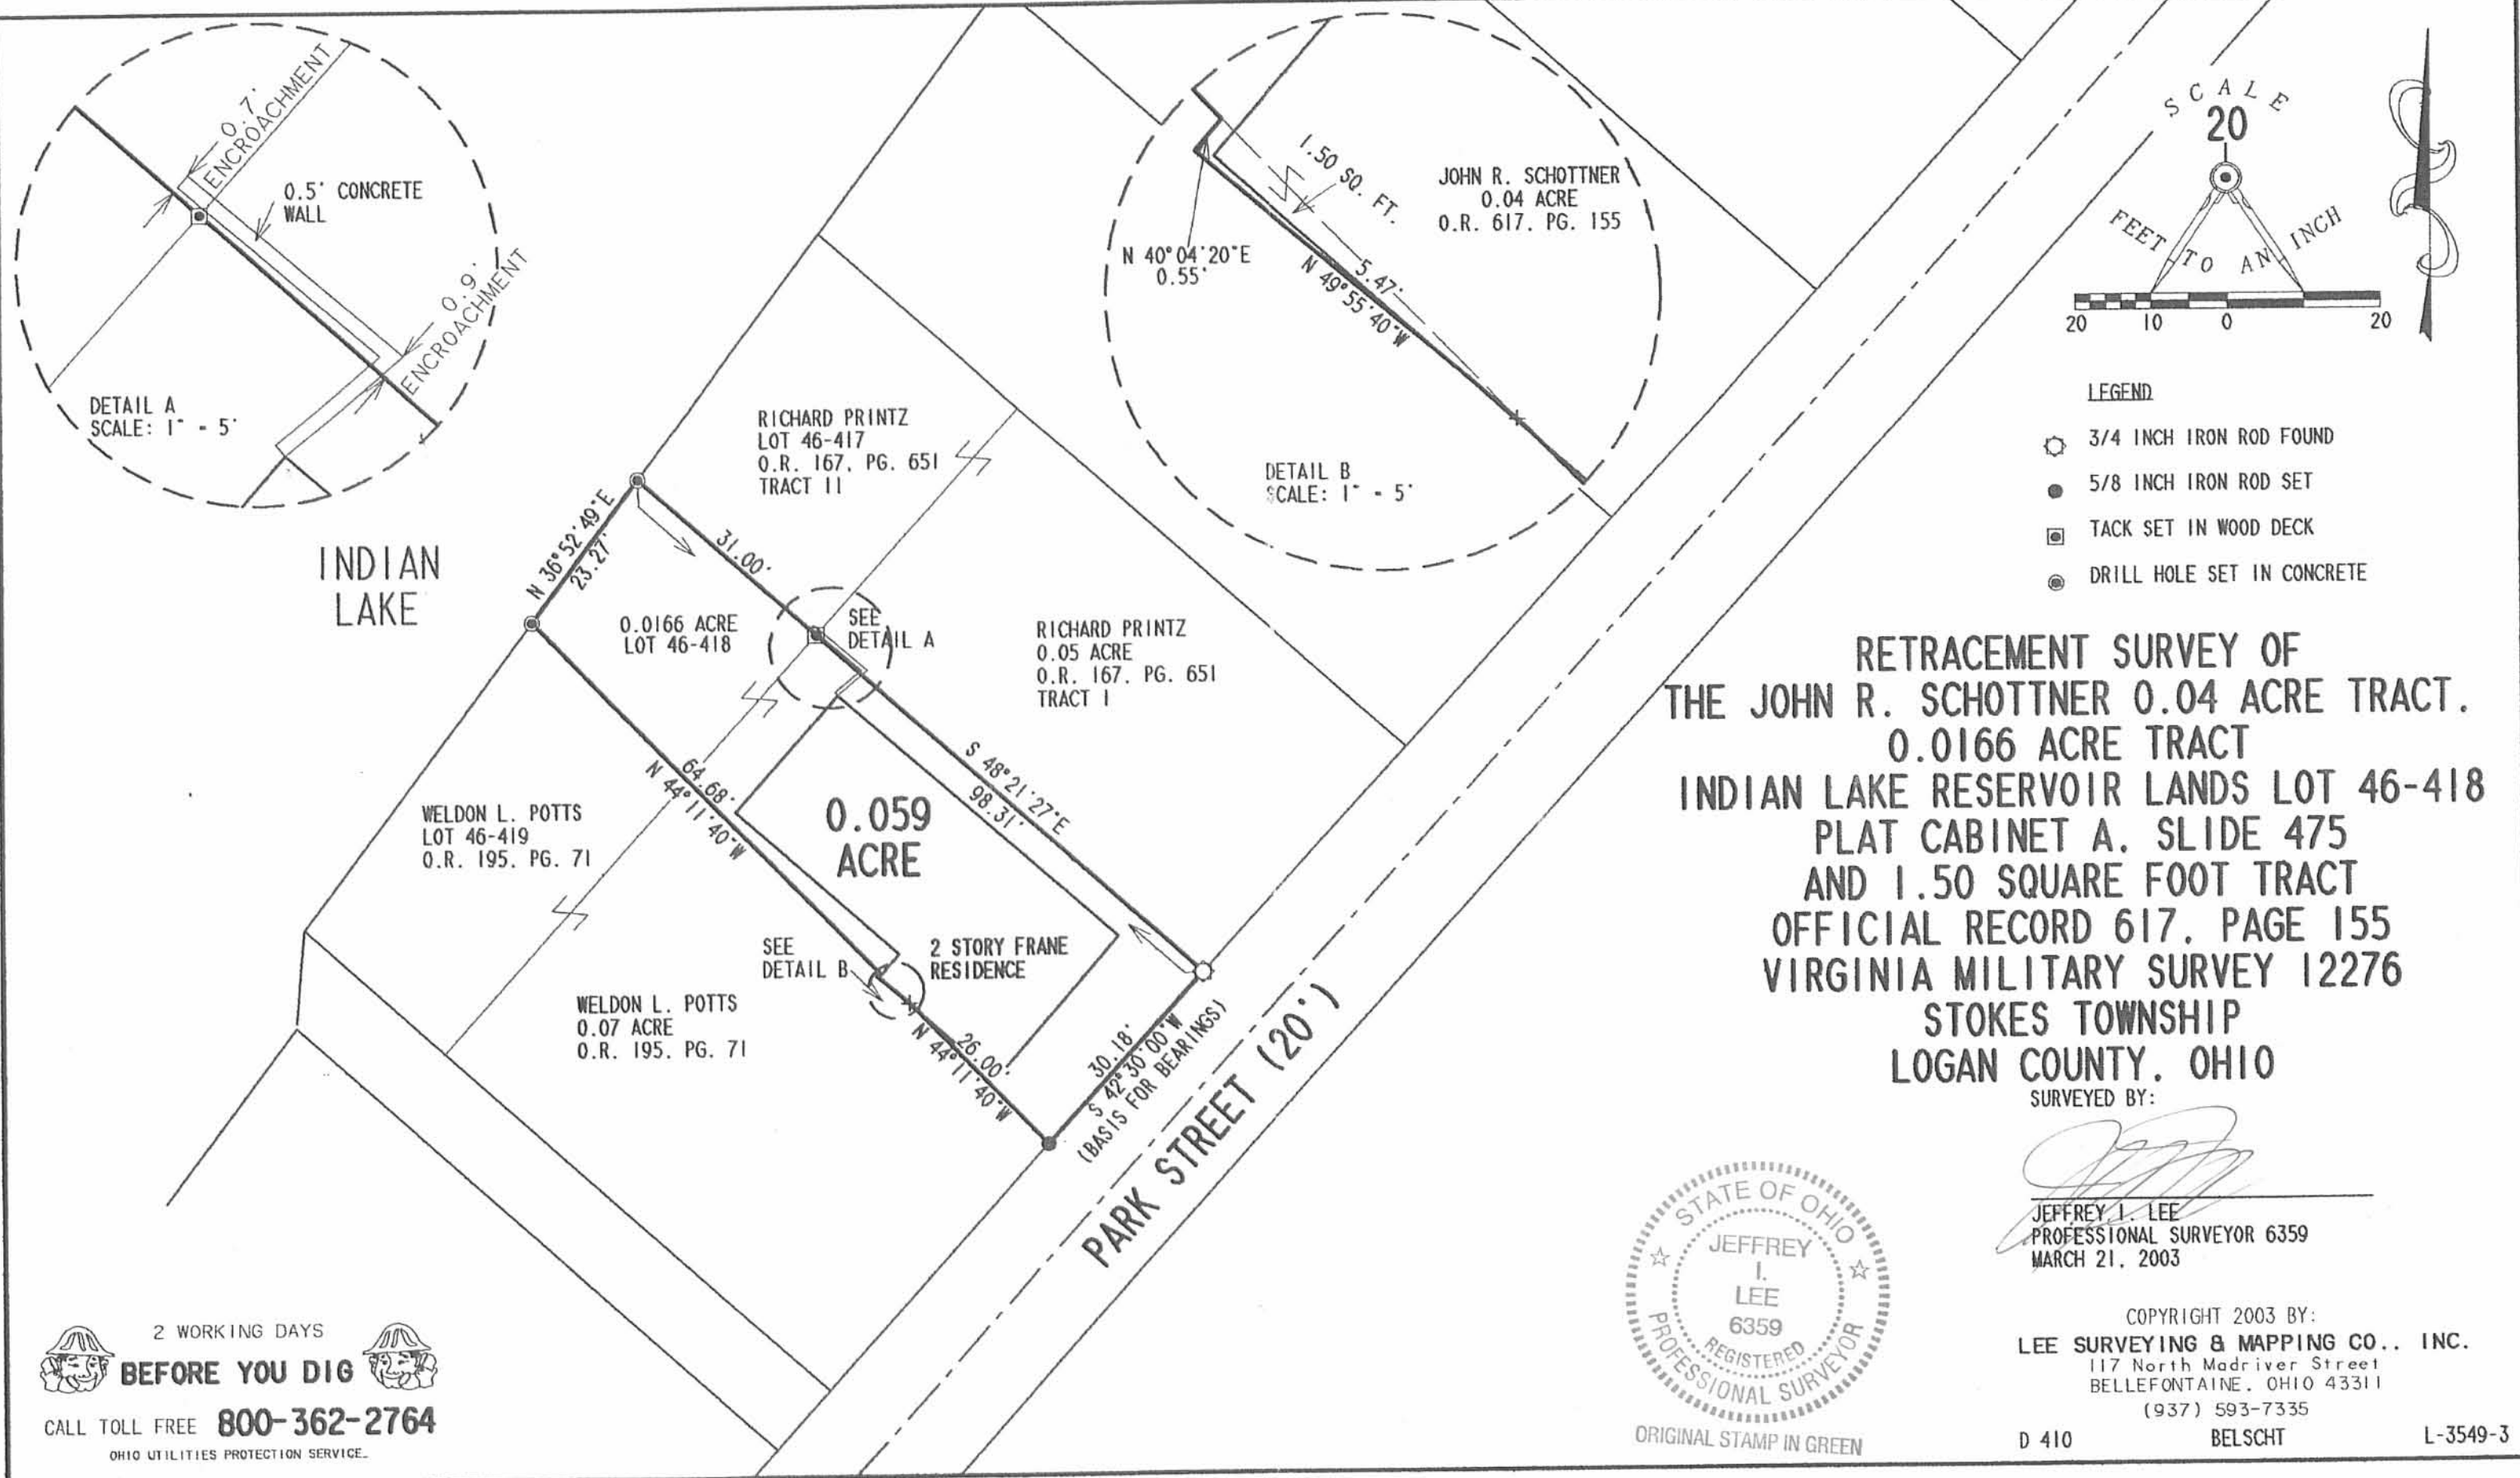 0.7'
ENCROACHMENT
0.5' CONCRETE
WALL
0.9'
ENCROACHMENT
DETAIL A
SCALE: 1" - 5'
INDIAN
LAKE
RICHARD PRINTZ
LOT 46-417
O.R. 167, PG. 651
TRACT II
N 36°52'49"E
23.27'
31.00'
0.0166 ACRE
LOT 46-418
SEE
DETAIL A
RICHARD PRINTZ
0.05 ACRE
O.R. 167, PG. 651
TRACT I
WELDON L. POTTS
LOT 46-419
O.R. 195, PG. 71
64.68'
N 44°11'40"W
0.059
ACRE
S 48°21'27"E
98.31'
SEE
DETAIL B
2 STORY FRANE
RESIDENCE
WELDON L. POTTS
0.07 ACRE
O.R. 195, PG. 71
26.00'
N 44°11'40"W
30.18'
S 42°30'00"W
(BASIS FOR BEARINGS)
PARK STREET (20')
1.50 SQ. FT.
JOHN R. SCHOTTNER
0.04 ACRE
O.R. 617, PG. 155
N 40°04'20"E
0.55'
5.47'
N 49°55'40"W
DETAIL B
SCALE: 1" - 5'
SCALE
20
FEET TO AN INCH
20 10 0 20
LEGEND
3/4 INCH IRON ROD FOUND
5/8 INCH IRON ROD SET
TACK SET IN WOOD DECK
DRILL HOLE SET IN CONCRETE
RETRACEMENT SURVEY OF
THE JOHN R. SCHOTTNER 0.04 ACRE TRACT,
0.0166 ACRE TRACT
INDIAN LAKE RESERVOIR LANDS LOT 46-418
PLAT CABINET A, SLIDE 475
AND 1.50 SQUARE FOOT TRACT
OFFICIAL RECORD 617, PAGE 155
VIRGINIA MILITARY SURVEY 12276
STOKES TOWNSHIP
LOGAN COUNTY, OHIO
SURVEYED BY:
JEFFREY I. LEE
PROFESSIONAL SURVEYOR 6359
MARCH 21, 2003
STATE OF OHIO
JEFFREY
I.
LEE
6359
REGISTERED
PROFESSIONAL SURVEYOR
ORIGINAL STAMP IN GREEN
COPYRIGHT 2003 BY:
LEE SURVEYING & MAPPING CO., INC.
117 North Madriver Street
BELLEFONTAINE, OHIO 43311
(937) 593-7335
D 410 BELSCHT L-3549-3
2 WORKING DAYS
BEFORE YOU DIG
CALL TOLL FREE 800-362-2764
OHIO UTILITIES PROTECTION SERVICE